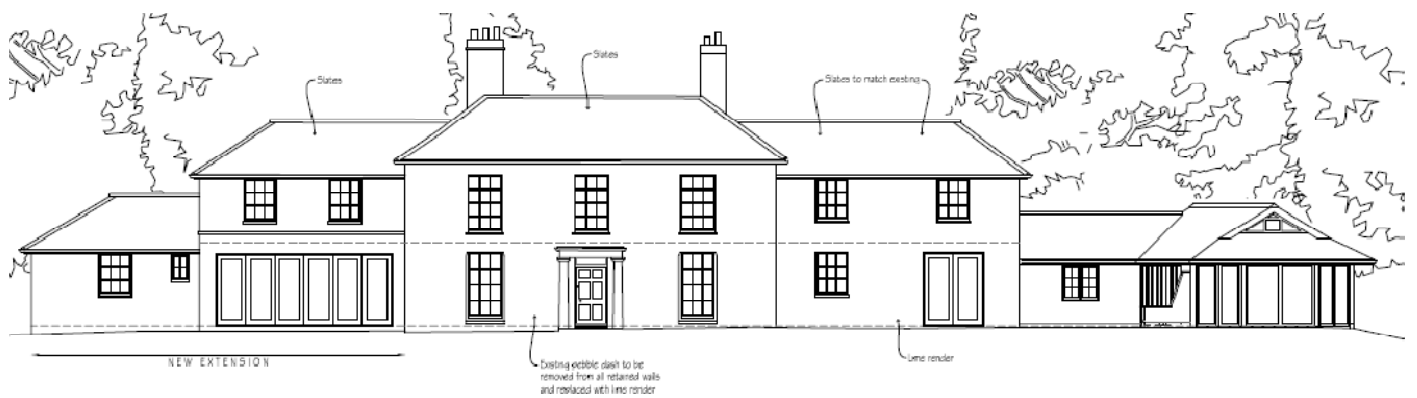 Slates
Slates
Slates to match existing
NEW EXTENSION
Existing pebble dash to be
removed from all retained walls
and replaced with lime render
Lime render